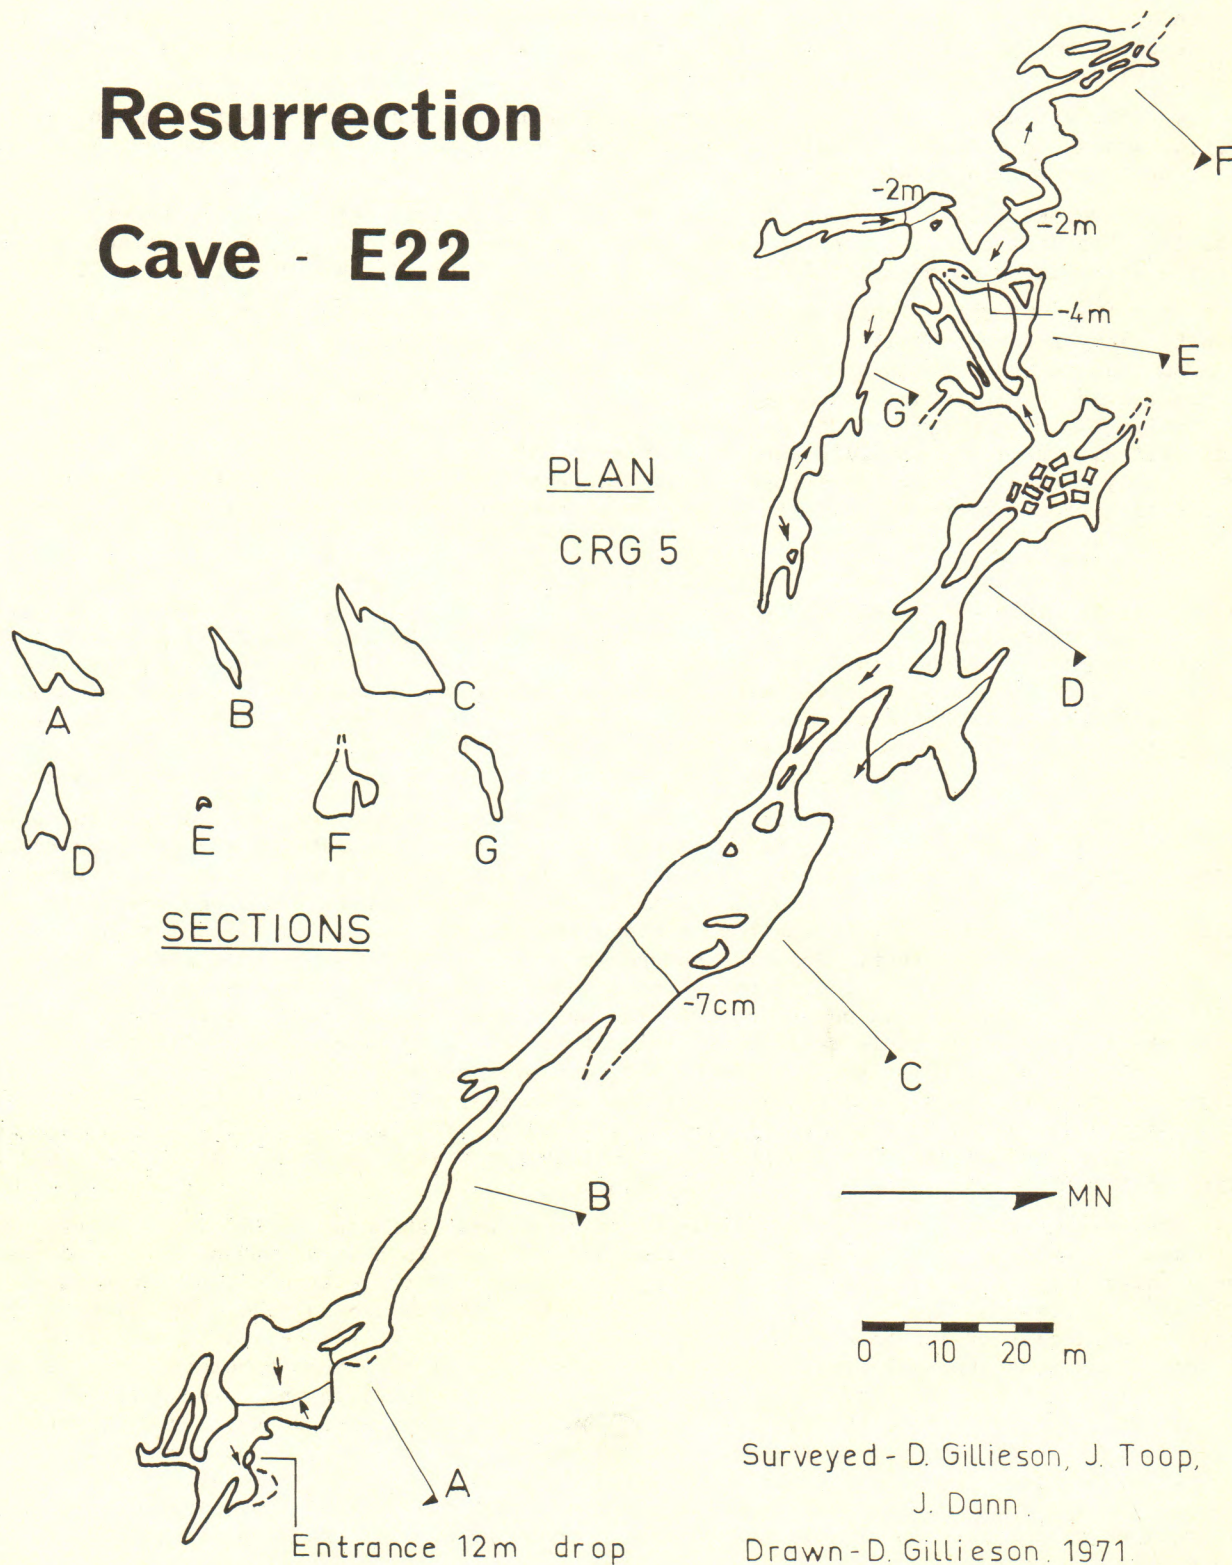 Resurrection
Cave - E22
F
-2m
-2m
-4m
E
G
PLAN
CRG 5
D
A
B
C
D
E
F
G
SECTIONS
-7cm
C
B
MN
0 10 20 m
A
Entrance 12m drop
Surveyed - D. Gillieson, J. Toop,
J. Dann.
Drawn - D. Gillieson. 1971.